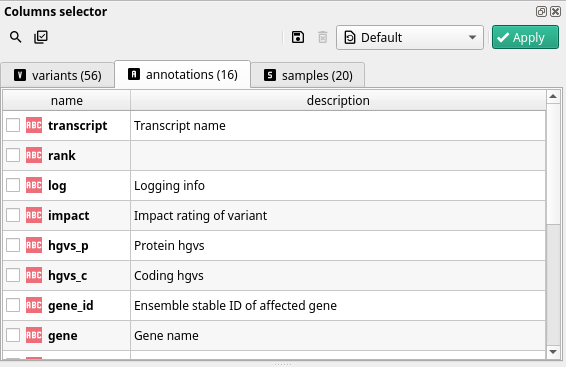 Columns selector
Default
Apply
V variants (56)
A annotations (16)
S samples (20)
name description
ABC transcript Transcript name
ABC rank
ABC log Logging info
ABC impact Impact rating of variant
ABC hgvs_p Protein hgvs
ABC hgvs_c Coding hgvs
ABC gene_id Ensemble stable ID of affected gene
ABC gene Gene name